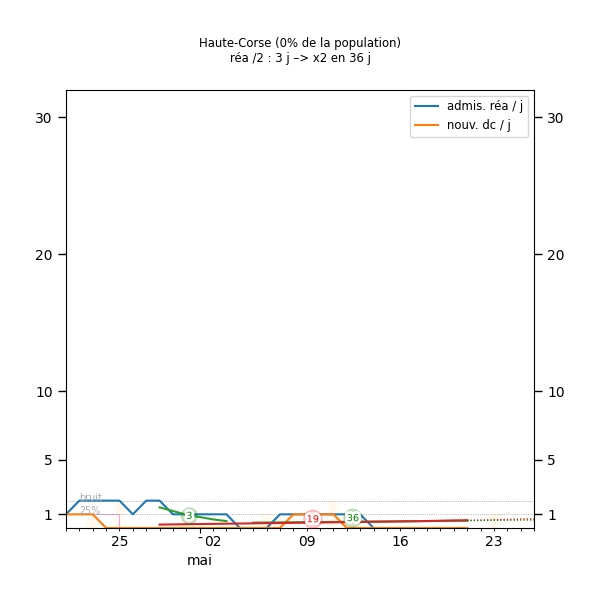 Haute-Corse (0% de la population)
réa /2 : 3 j –> x2 en 36 j
admis. réa / j
nouv. dc / j
30 30
20 20
10 10
5 5
bruit
25%
3 19 36
1 1
25 - 02 09 16 23
mai